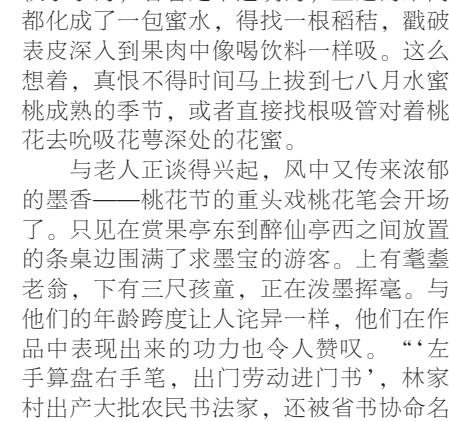 都化成了一包蜜水，得找一根稻秸，戳破
表皮深入到果肉中像喝饮料一样吸。这么
想着，真恨不得时间马上拔到七八月水蜜
桃成熟的季节，或者直接找根吸管对着桃
花去吮吸花萼深处的花蜜。
与老人正谈得兴起，风中又传来浓郁
的墨香——桃花节的重头戏桃花笔会开场
了。只见在赏果亭东到醉仙亭西之间放置
的条桌边围满了求墨宝的游客。上有耄耋
老翁，下有三尺孩童，正在泼墨挥毫。与
他们的年龄跨度让人诧异一样，他们在作
品中表现出来的功力也令人赞叹。“‘左
手算盘右手笔，出门劳动进门书’，林家
村出产大批农民书法家，还被省书协命名